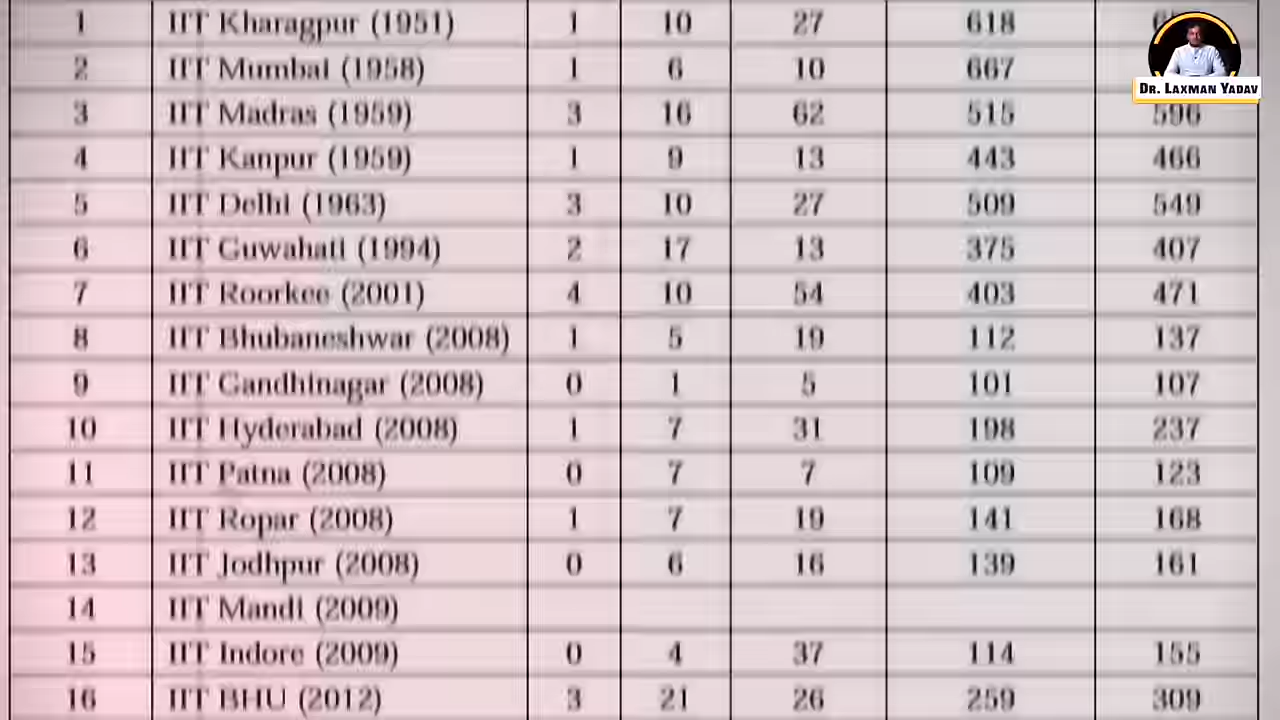 1 IIT Kharagpur (1951) 1 10 27 618
2 IIT Mumbai (1958) 1 6 10 667
DR. LAXMAN YADAV
3 IIT Madras (1959) 3 16 62 515 596
4 IIT Kanpur (1959) 1 9 13 443 466
5 IIT Delhi (1963) 3 10 27 509 549
6 IIT Guwahati (1994) 2 17 13 375 407
7 IIT Roorkee (2001) 4 10 54 403 471
8 IIT Bhubaneshwar (2008) 1 5 19 112 137
9 IIT Gandhinagar (2008) 0 1 5 101 107
10 IIT Hyderabad (2008) 1 7 31 198 237
11 IIT Patna (2008) 0 7 7 109 123
12 IIT Ropar (2008) 1 7 19 141 168
13 IIT Jodhpur (2008) 0 6 16 139 161
14 IIT Mandi (2009)
15 IIT Indore (2009) 0 4 37 114 155
16 IIT BHU (2012) 3 21 26 259 309